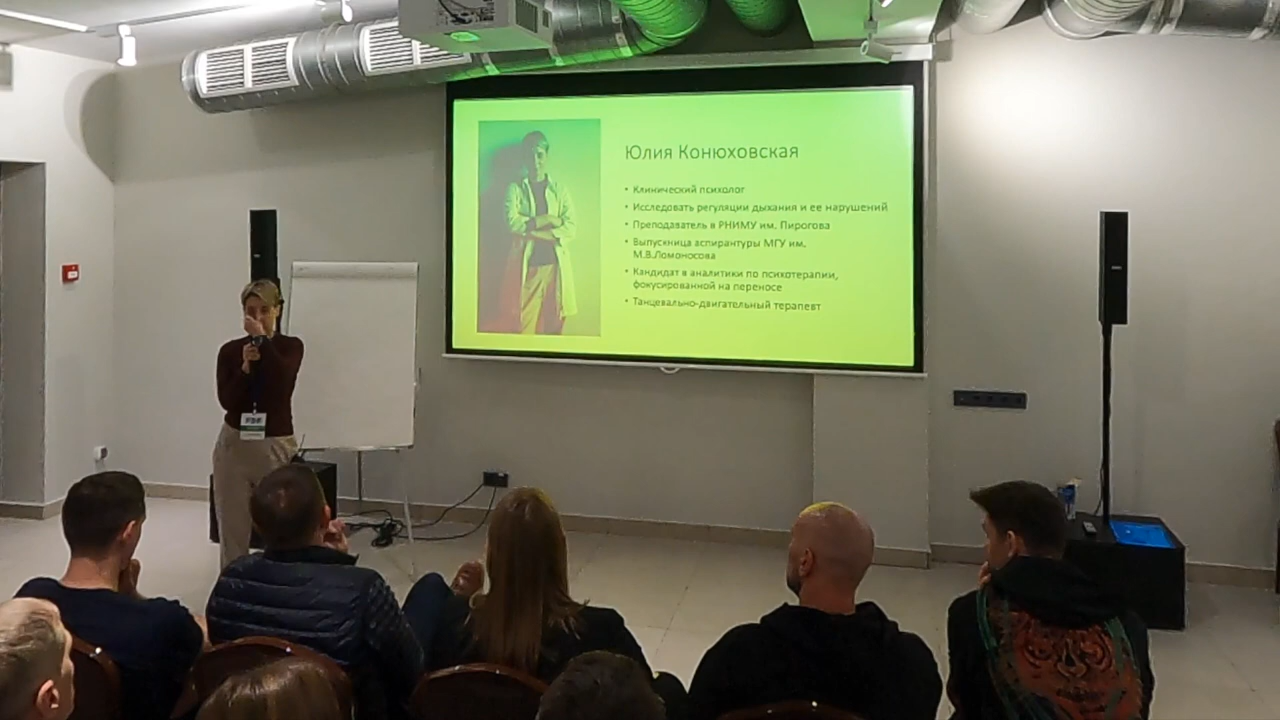 Юлия Конюховская
• Клинический психолог
• Исследовать регуляции дыхания и ее нарушений
• Преподаватель в РНИМУ им. Пирогова
• Выпускница аспирантуры МГУ им.
М.В.Ломоносова
• Кандидат в аналитики по психотерапии,
фокусированной на переносе
• Танцевально-двигательный терапевт